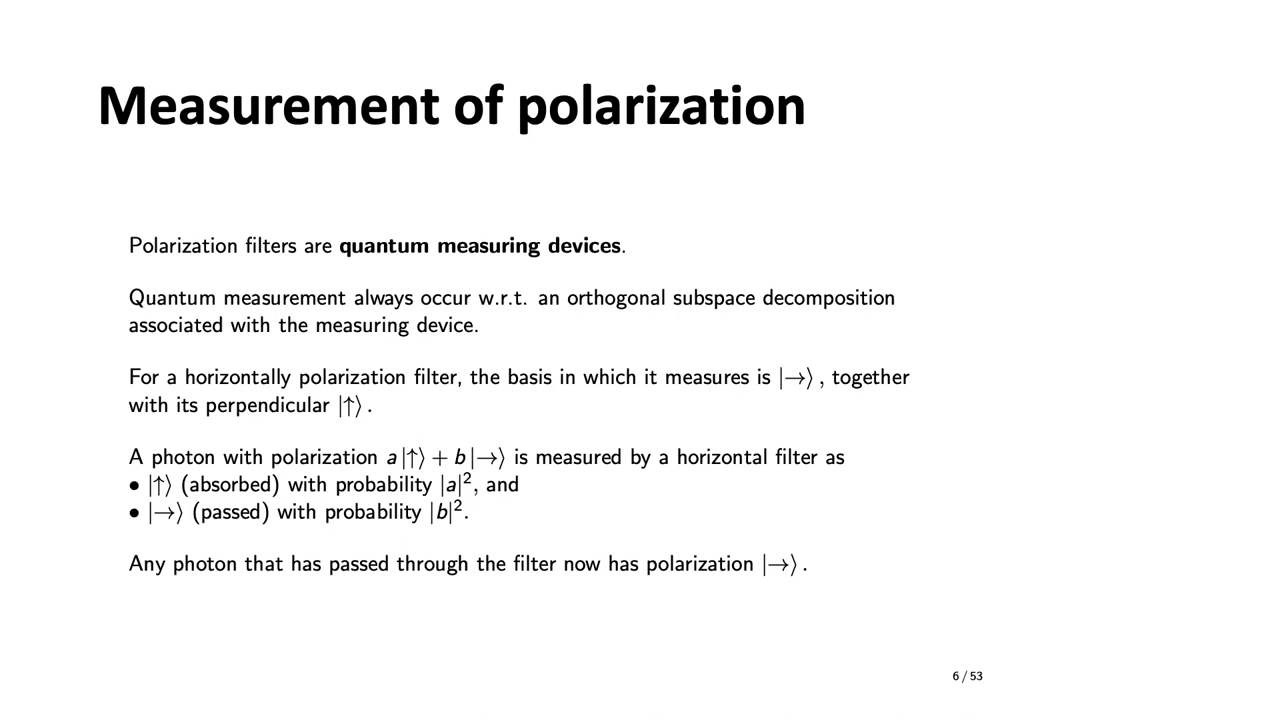 Measurement of polarization
Polarization filters are quantum measuring devices.
Quantum measurement always occur w.r.t. an orthogonal subspace decomposition
associated with the measuring device.
For a horizontally polarization filter, the basis in which it measures is |→⟩ , together
with its perpendicular |↑⟩ .
A photon with polarization a |↑⟩ + b |→⟩ is measured by a horizontal filter as
• |↑⟩ (absorbed) with probability |a|², and
• |→⟩ (passed) with probability |b|².
Any photon that has passed through the filter now has polarization |→⟩ .
6 / 53